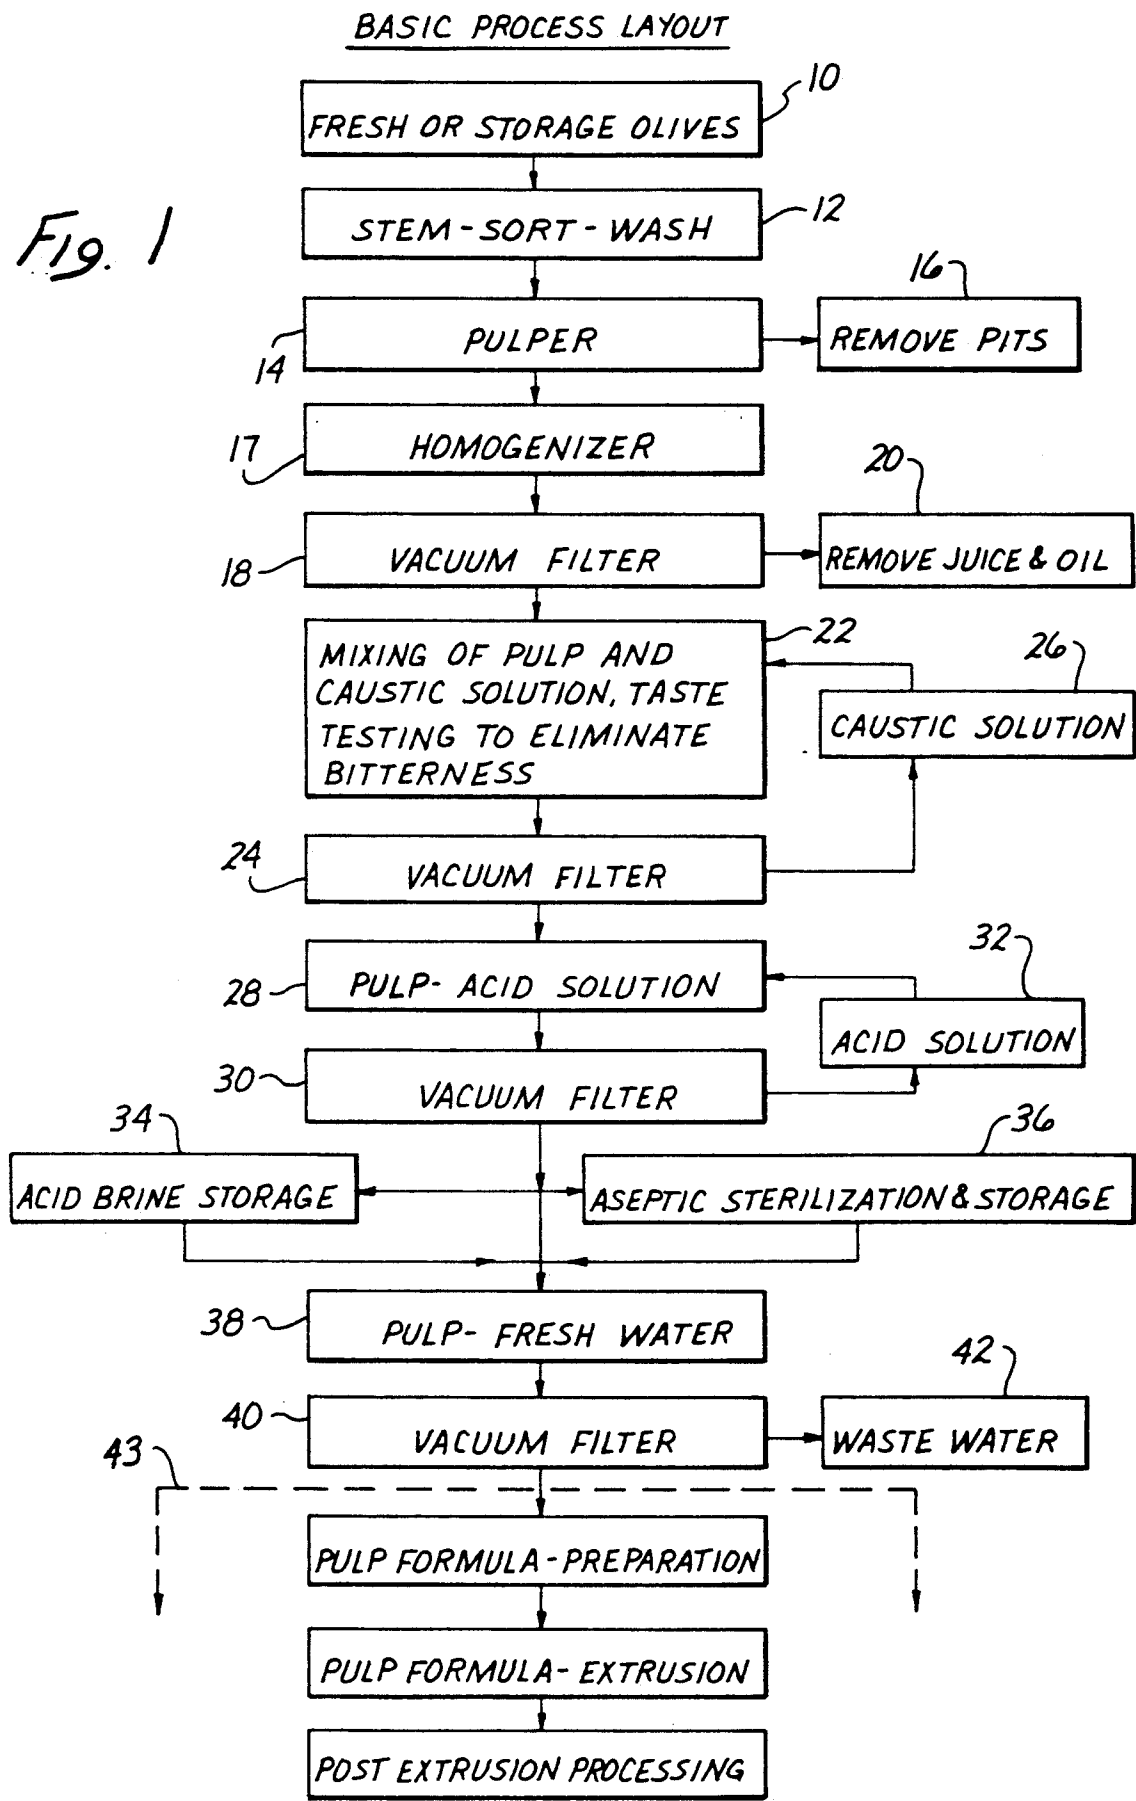 BASIC PROCESS LAYOUT
10
FRESH OR STORAGE OLIVES
Fig. 1
12
STEM-SORT-WASH
16
14
PULPER
REMOVE PITS
17
HOMOGENIZER
20
18
VACUUM FILTER
REMOVE JUICE & OIL
22
MIXING OF PULP AND
CAUSTIC SOLUTION, TASTE
TESTING TO ELIMINATE
BITTERNESS
26
CAUSTIC SOLUTION
24
VACUUM FILTER
32
28
PULP-ACID SOLUTION
ACID SOLUTION
30
VACUUM FILTER
34
36
ACID BRINE STORAGE
ASEPTIC STERILIZATION & STORAGE
38
PULP-FRESH WATER
42
40
VACUUM FILTER
WASTE WATER
43
PULP FORMULA-PREPARATION
PULP FORMULA-EXTRUSION
POST EXTRUSION PROCESSING